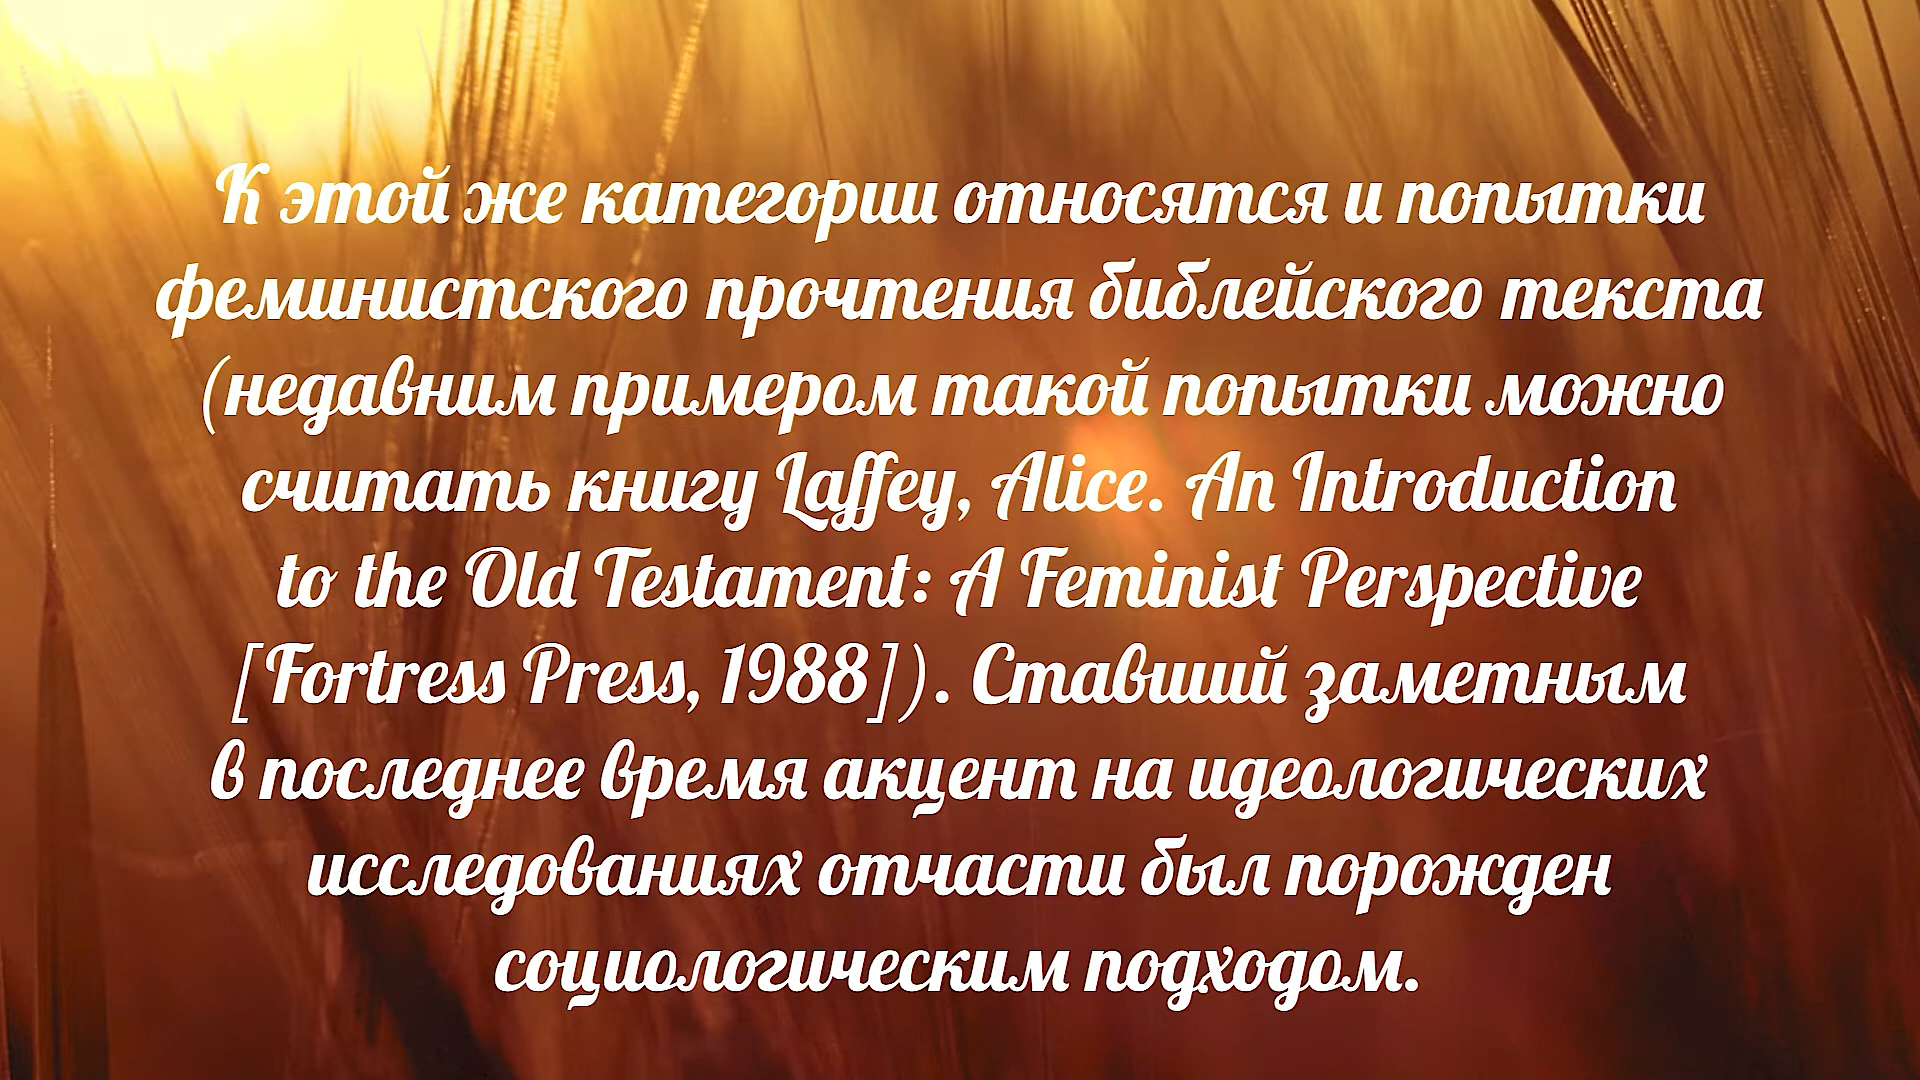 К этой же категории относятся и попытки
феминистского прочтения библейского текста
(недавним примером такой попытки можно
считать книгу Laffey, Alice. An Introduction
to the Old Testament: A Feminist Perspective
[Fortress Press, 1988]). Ставший заметным
в последнее время акцент на идеологических
исследованиях отчасти был порожден
социологическим подходом.